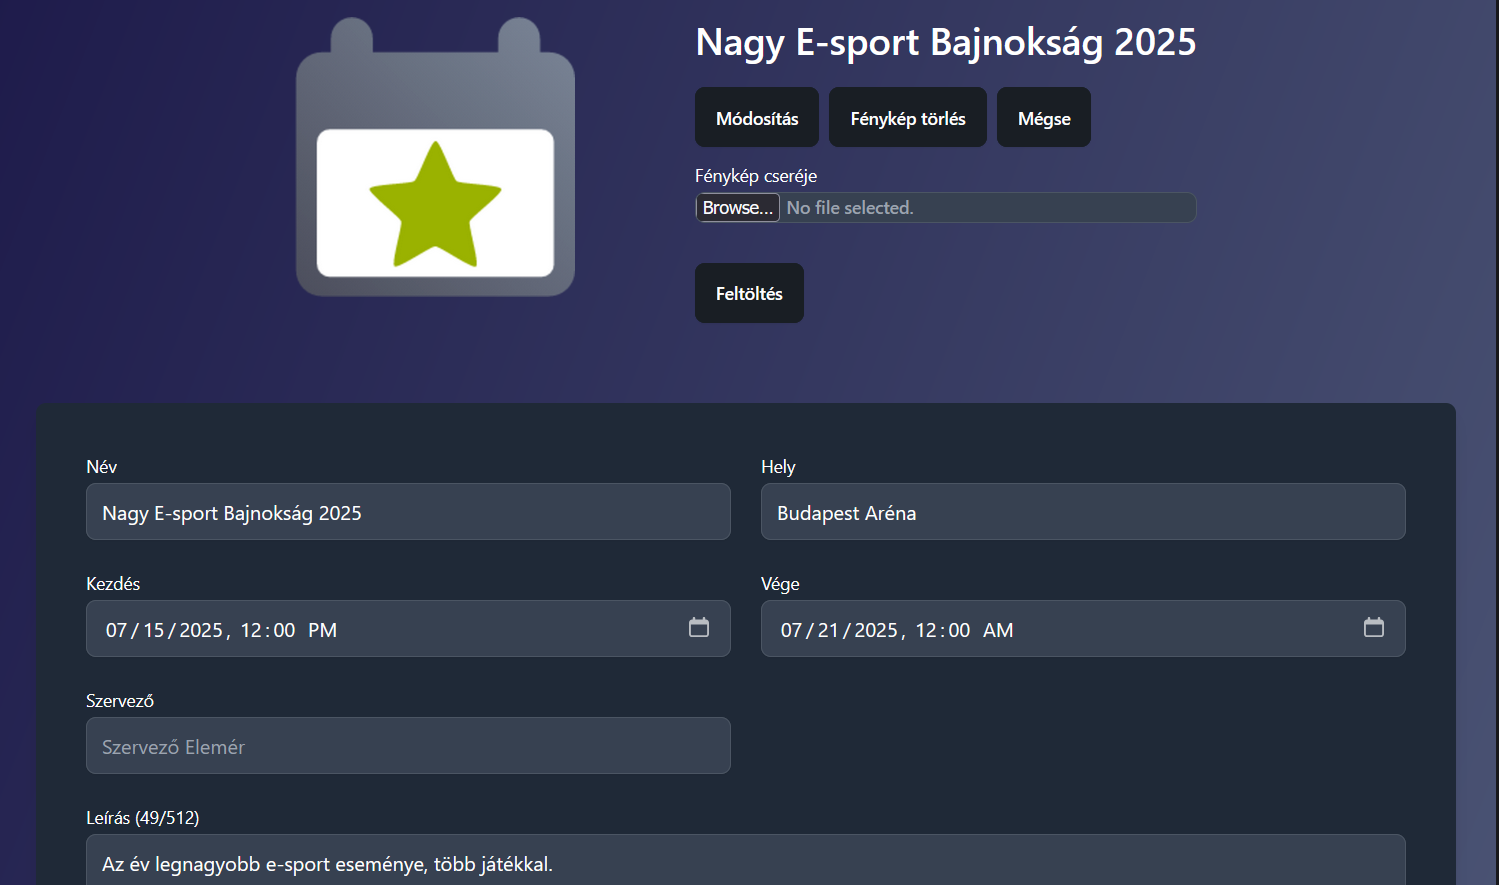 Nagy E-sport Bajnokság 2025
Módosítás Fénykép törlés Mégse
Fénykép cseréje
Browse... No file selected.
Feltöltés
Név
Nagy E-sport Bajnokság 2025
Hely
Budapest Aréna
Kezdés
07/15/2025, 12:00 PM
Vége
07/21/2025, 12:00 AM
Szervező
Szervező Elemér
Leírás (49/512)
Az év legnagyobb e-sport eseménye, több játékkal.